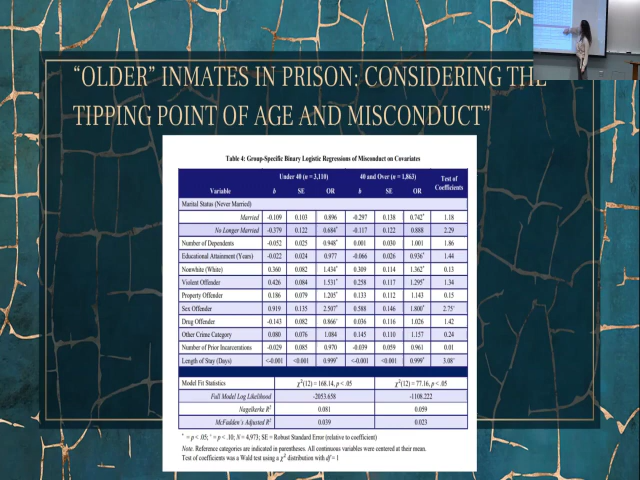 “OLDER” INMATES IN PRISON: CONSIDERING THE
TIPPING POINT OF AGE AND MISCONDUCT”
Table 4: Group-Specific Binary Logistic Regressions of Misconduct on Covariates
Under 40 (n = 3,110) 40 and Over (n = 1,863) Test of
Variable b SE OR b SE OR Coefficients
Marital Status (Never Married)
Married -0.109 0.103 0.896 -0.297 0.138 0.742* 1.18
No Longer Married -0.379 0.122 0.684* -0.117 0.122 0.888 2.29
Number of Dependents -0.052 0.025 0.948* 0.001 0.030 1.001 1.86
Educational Attainment (Years) -0.022 0.024 0.977 -0.066 0.026 0.936* 1.44
Nonwhite (White) 0.360 0.082 1.434* 0.309 0.114 1.362* 0.13
Violent Offender 0.426 0.084 1.531* 0.258 0.117 1.295* 1.34
Property Offender 0.186 0.079 1.205* 0.133 0.112 1.143 0.15
Sex Offender 0.919 0.135 2.507* 0.588 0.146 1.800* 2.75⁺
Drug Offender -0.143 0.082 0.866⁺ 0.036 0.116 1.026 1.42
Other Crime Category 0.080 0.076 1.084 0.145 0.110 1.157 0.24
Number of Prior Incarcerations -0.029 0.085 0.970 -0.039 0.059 0.961 0.01
Length of Stay (Days) <-0.001 <0.001 0.999* <-0.001 <0.001 0.999* 3.08⁺
Model Fit Statistics χ²(12) = 168.14, p < .05 χ²(12) = 77.16, p < .05
Full Model Log Likelihood -2053.658 -1108.222
Nagelkerke R² 0.081 0.059
McFadden's Adjusted R² 0.039 0.023
* = p < .05; ⁺ = p < .10; N = 4,973; SE = Robust Standard Error (relative to coefficient)
Note. Reference categories are indicated in parentheses. All continuous variables were centered at their mean.
Test of coefficients was a Wald test using a χ² distribution with df = 1